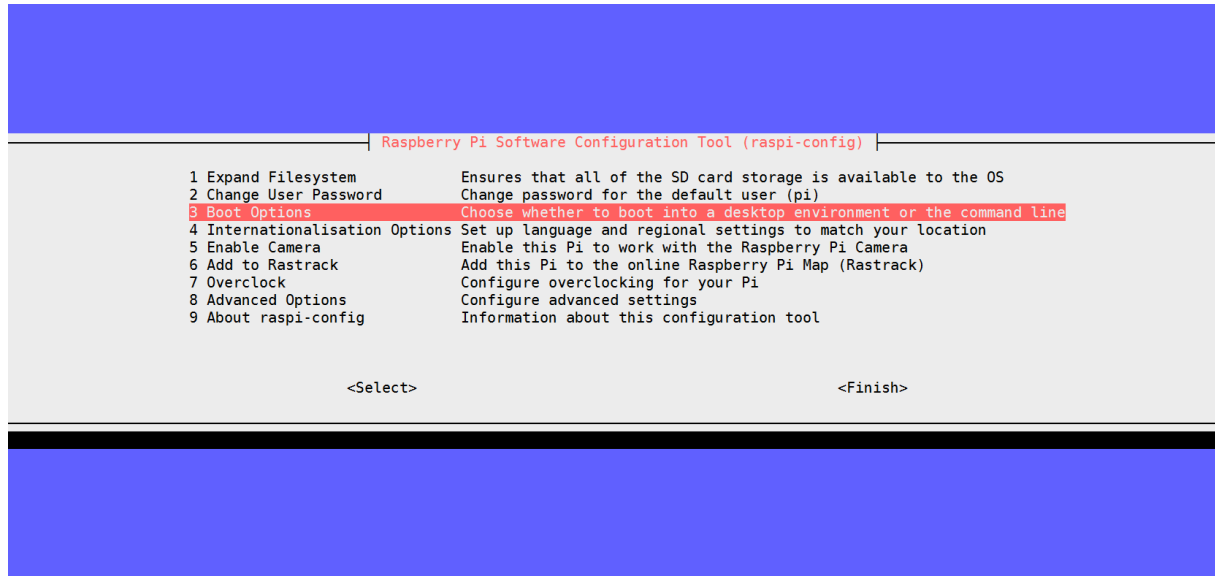 Raspberry Pi Software Configuration Tool (raspi-config)
1 Expand Filesystem Ensures that all of the SD card storage is available to the OS
2 Change User Password Change password for the default user (pi)
3 Boot Options Choose whether to boot into a desktop environment or the command line
4 Internationalisation Options Set up language and regional settings to match your location
5 Enable Camera Enable this Pi to work with the Raspberry Pi Camera
6 Add to Rastrack Add this Pi to the online Raspberry Pi Map (Rastrack)
7 Overclock Configure overclocking for your Pi
8 Advanced Options Configure advanced settings
9 About raspi-config Information about this configuration tool
<Select> <Finish>